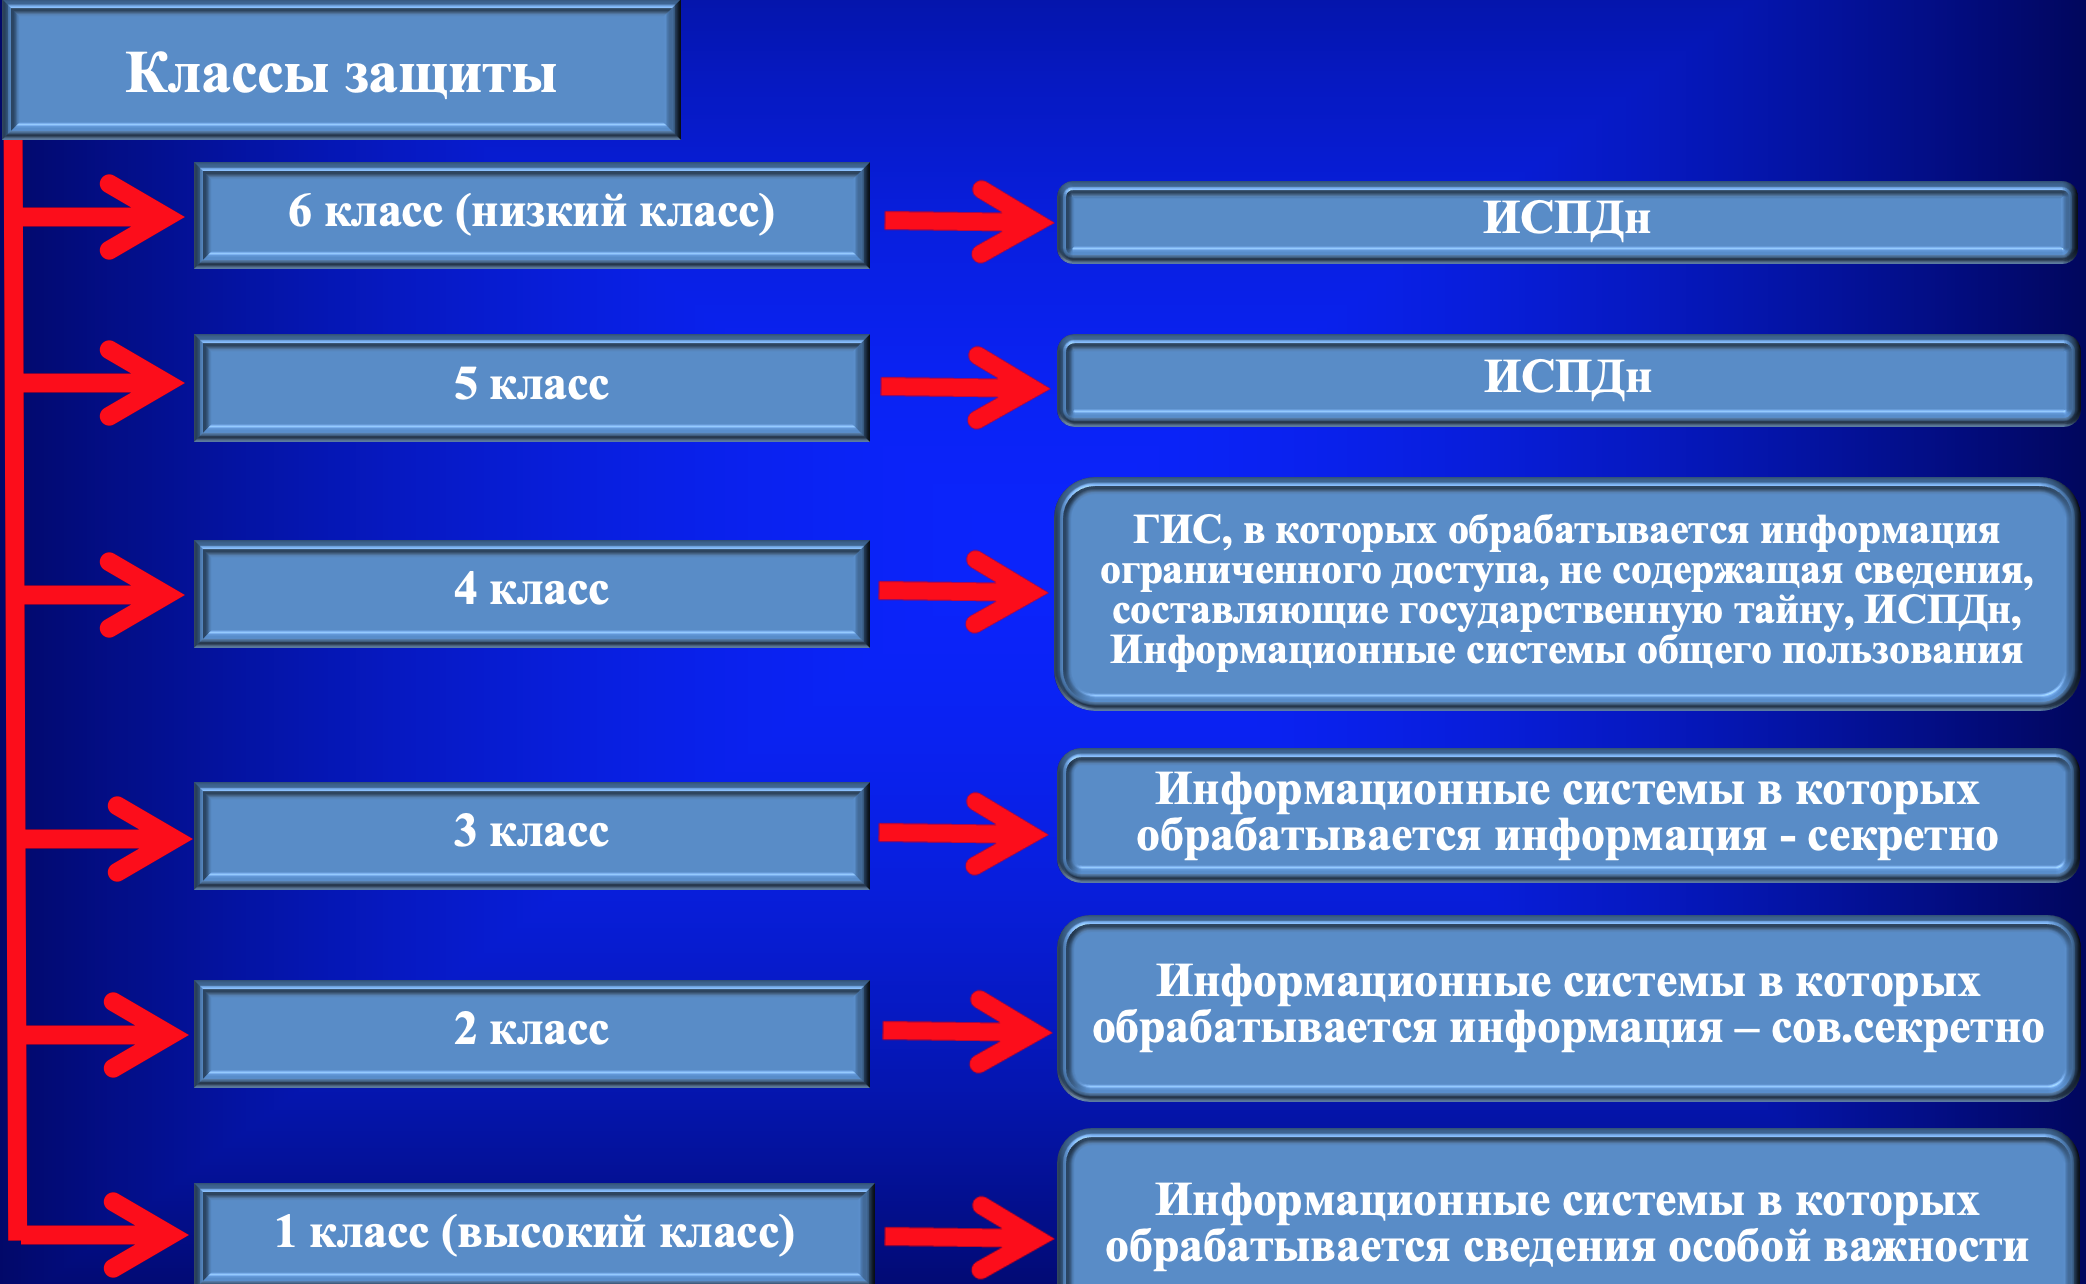 Классы защиты
6 класс (низкий класс)
ИСПДн
5 класс
ИСПДн
4 класс
ГИС, в которых обрабатывается информация
ограниченного доступа, не содержащая сведения,
составляющие государственную тайну, ИСПДн,
Информационные системы общего пользования
3 класс
Информационные системы в которых
обрабатывается информация - секретно
2 класс
Информационные системы в которых
обрабатывается информация – сов.секретно
1 класс (высокий класс)
Информационные системы в которых
обрабатывается сведения особой важности